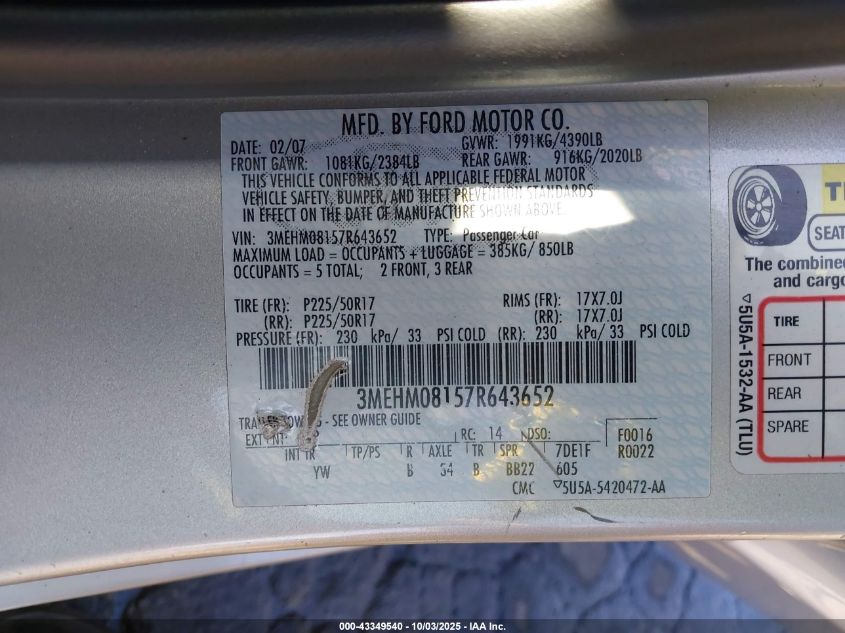 MFD. BY FORD MOTOR CO.
DATE: 02/07 GVWR: 1991KG/4390LB
FRONT GAWR: 1081KG/2384LB REAR GAWR: 916KG/2020LB
THIS VEHICLE CONFORMS TO ALL APPLICABLE FEDERAL MOTOR
VEHICLE SAFETY, BUMPER, AND THEFT PREVENTION STANDARDS
IN EFFECT ON THE DATE OF MANUFACTURE SHOWN ABOVE.
VIN: 3MEHM08157R643652 TYPE: Passenger Car
MAXIMUM LOAD = OCCUPANTS + LUGGAGE = 385KG/ 850LB
OCCUPANTS = 5 TOTAL; 2 FRONT, 3 REAR
TIRE (FR): P225/50R17 RIMS (FR): 17X7.0J
(RR): P225/50R17 (RR): 17X7.0J
PRESSURE (FR): 230 kPa/ 33 PSI COLD (RR): 230 kPa/ 33 PSI COLD
3MEHM08157R643652
TOWING - SEE OWNER GUIDE
EXT PNT: RC: 14 DSO: F0016
INT TR TP/PS R AXLE TR SPR 7DE1F R0022
YW B 54 B BB22 605
CMC ▽5U5A-5420472-AA
SEAT
The combined
and cargo
TIRE
FRONT
REAR
SPARE
▽5U5A-1532-AA (TLU)
000-43349540 - 10/03/2025 - IAA Inc.